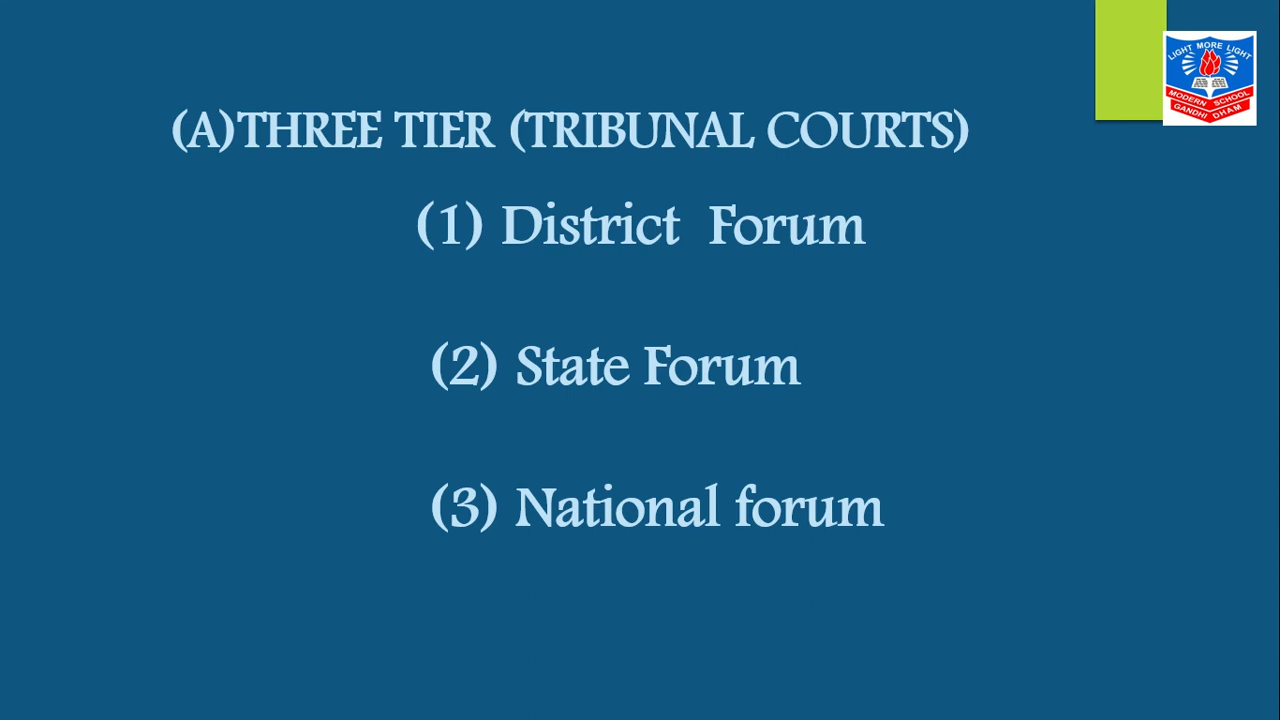 LIGHT MORE LIGHT
MODERN SCHOOL
GANDHI DHAM
(A)THREE TIER (TRIBUNAL COURTS)
(1) District Forum
(2) State Forum
(3) National forum